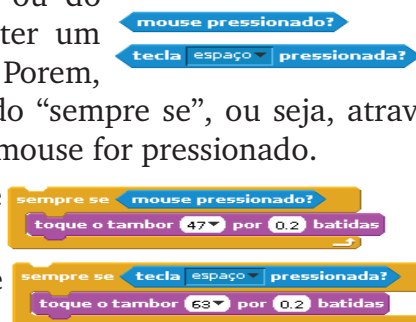 ou do
mouse pressionado?
ter um
tecla espaço pressionada?
Porem,
do “sempre se”, ou seja, atrav
mouse for pressionado.
e sempre se mouse pressionado?
toque o tambor 47 por 0.2 batidas
e sempre se tecla espaço pressionada?
toque o tambor 63 por 0.2 batidas